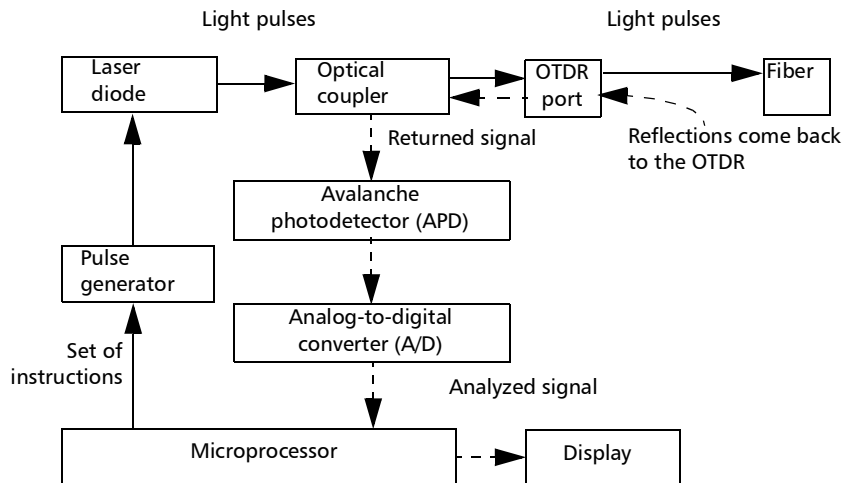 Light pulses
Light pulses
Laser
diode
Optical
coupler
OTDR
port
Fiber
Returned signal
Reflections come back
to the OTDR
Avalanche
photodetector (APD)
Pulse
generator
Analog-to-digital
converter (A/D)
Set of
instructions
Analyzed signal
Microprocessor
Display